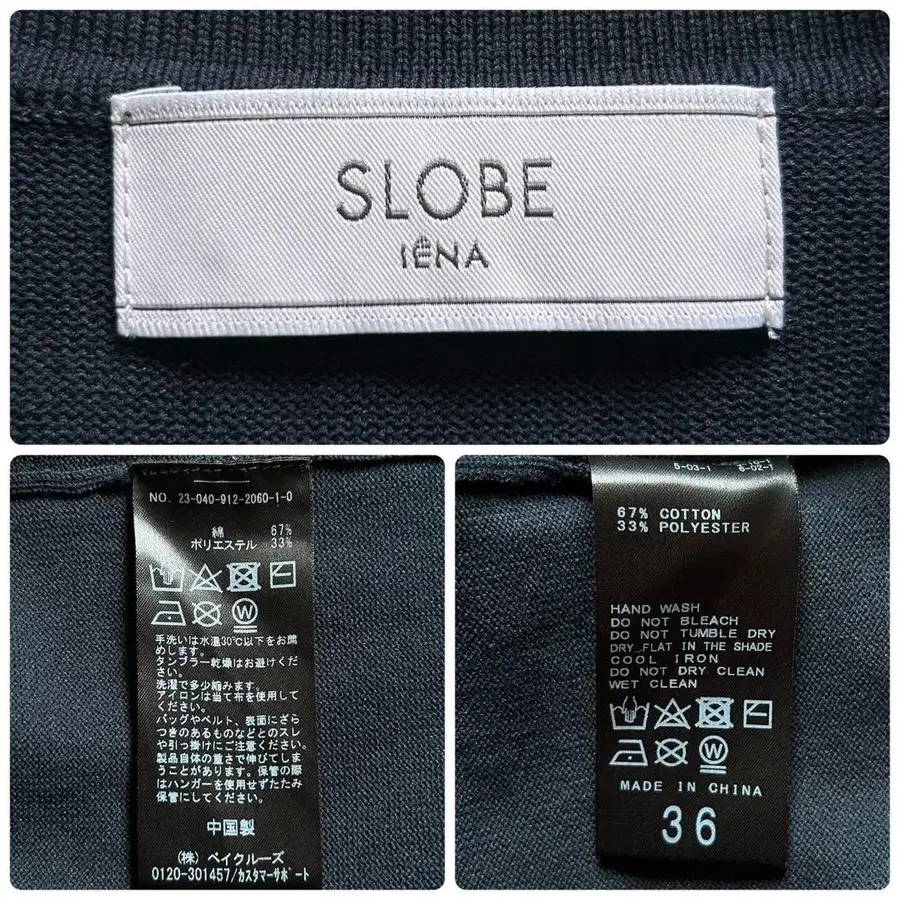 SLOBE
IÉNA
NO. 23-040-912-2060-1-0
綿 67%
ポリエステル 33%
手洗いは水温30℃以下をお薦
めします。
タンブラー乾燥はお避けくだ
さい。
洗濯で多少縮みます。
アイロンは当て布を使用して
ください。
バッグやベルト、表面にざら
つきのあるものなどとのスレ
や引っ掛けにご注意ください。
製品自体の重さで伸びてしま
うことがあります。保管の際
はハンガーを使用せずたたみ
保管にしてください。
中国製
(株) ベイクルーズ
0120-301457/カスタマーサポート
5-03-1 6-02-1
67% COTTON
33% POLYESTER
HAND WASH
DO NOT BLEACH
DO NOT TUMBLE DRY
DRY FLAT IN THE SHADE
COOL IRON
DO NOT DRY CLEAN
WET CLEAN
MADE IN CHINA
36